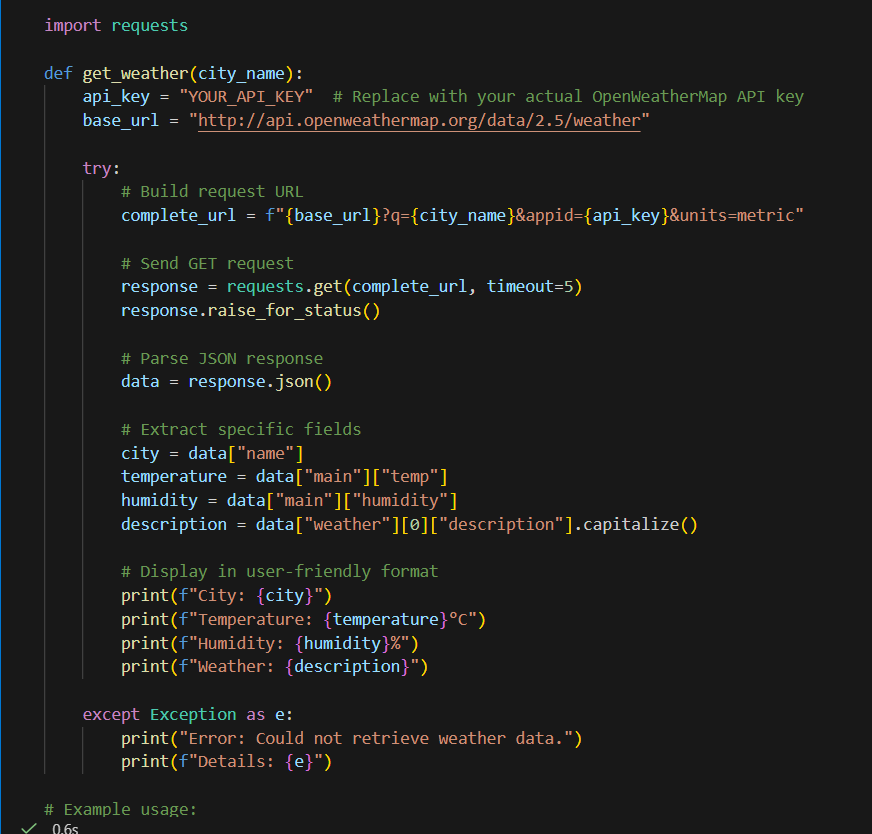 import requests

def get_weather(city_name):
    api_key = "YOUR_API_KEY"  # Replace with your actual OpenWeatherMap API key
    base_url = "http://api.openweathermap.org/data/2.5/weather"

    try:
        # Build request URL
        complete_url = f"{base_url}?q={city_name}&appid={api_key}&units=metric"

        # Send GET request
        response = requests.get(complete_url, timeout=5)
        response.raise_for_status()

        # Parse JSON response
        data = response.json()

        # Extract specific fields
        city = data["name"]
        temperature = data["main"]["temp"]
        humidity = data["main"]["humidity"]
        description = data["weather"][0]["description"].capitalize()

        # Display in user-friendly format
        print(f"City: {city}")
        print(f"Temperature: {temperature}°C")
        print(f"Humidity: {humidity}%")
        print(f"Weather: {description}")

    except Exception as e:
        print("Error: Could not retrieve weather data.")
        print(f"Details: {e}")

# Example usage:
✓ 0.6s